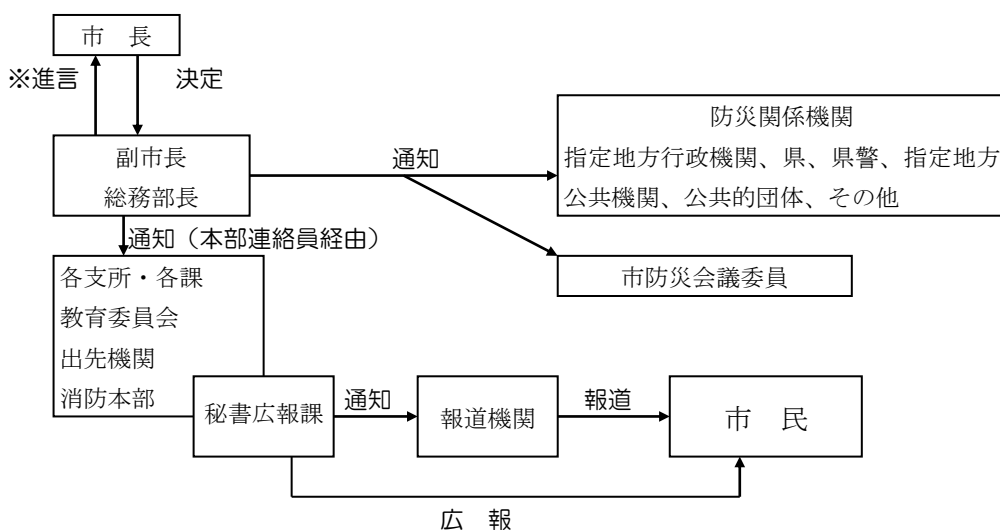 市　長
※進言
決定
副市長
総務部長
通知
防災関係機関
指定地方行政機関、県、県警、指定地方
公共機関、公共的団体、その他
通知（本部連絡員経由）
市防災会議委員
各支所・各課
教育委員会
出先機関
消防本部
秘書広報課
通知
報道機関
報道
市　民
広　報